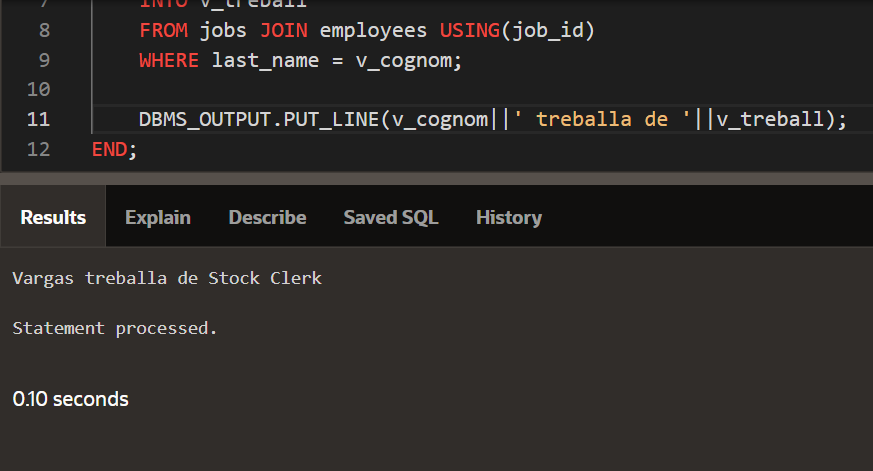 7 INTO v_treball
8 FROM jobs JOIN employees USING(job_id)
9 WHERE last_name = v_cognom;
10
11 DBMS_OUTPUT.PUT_LINE(v_cognom||' treballa de '||v_treball);
12 END;
Results Explain Describe Saved SQL History
Vargas treballa de Stock Clerk
Statement processed.
0.10 seconds